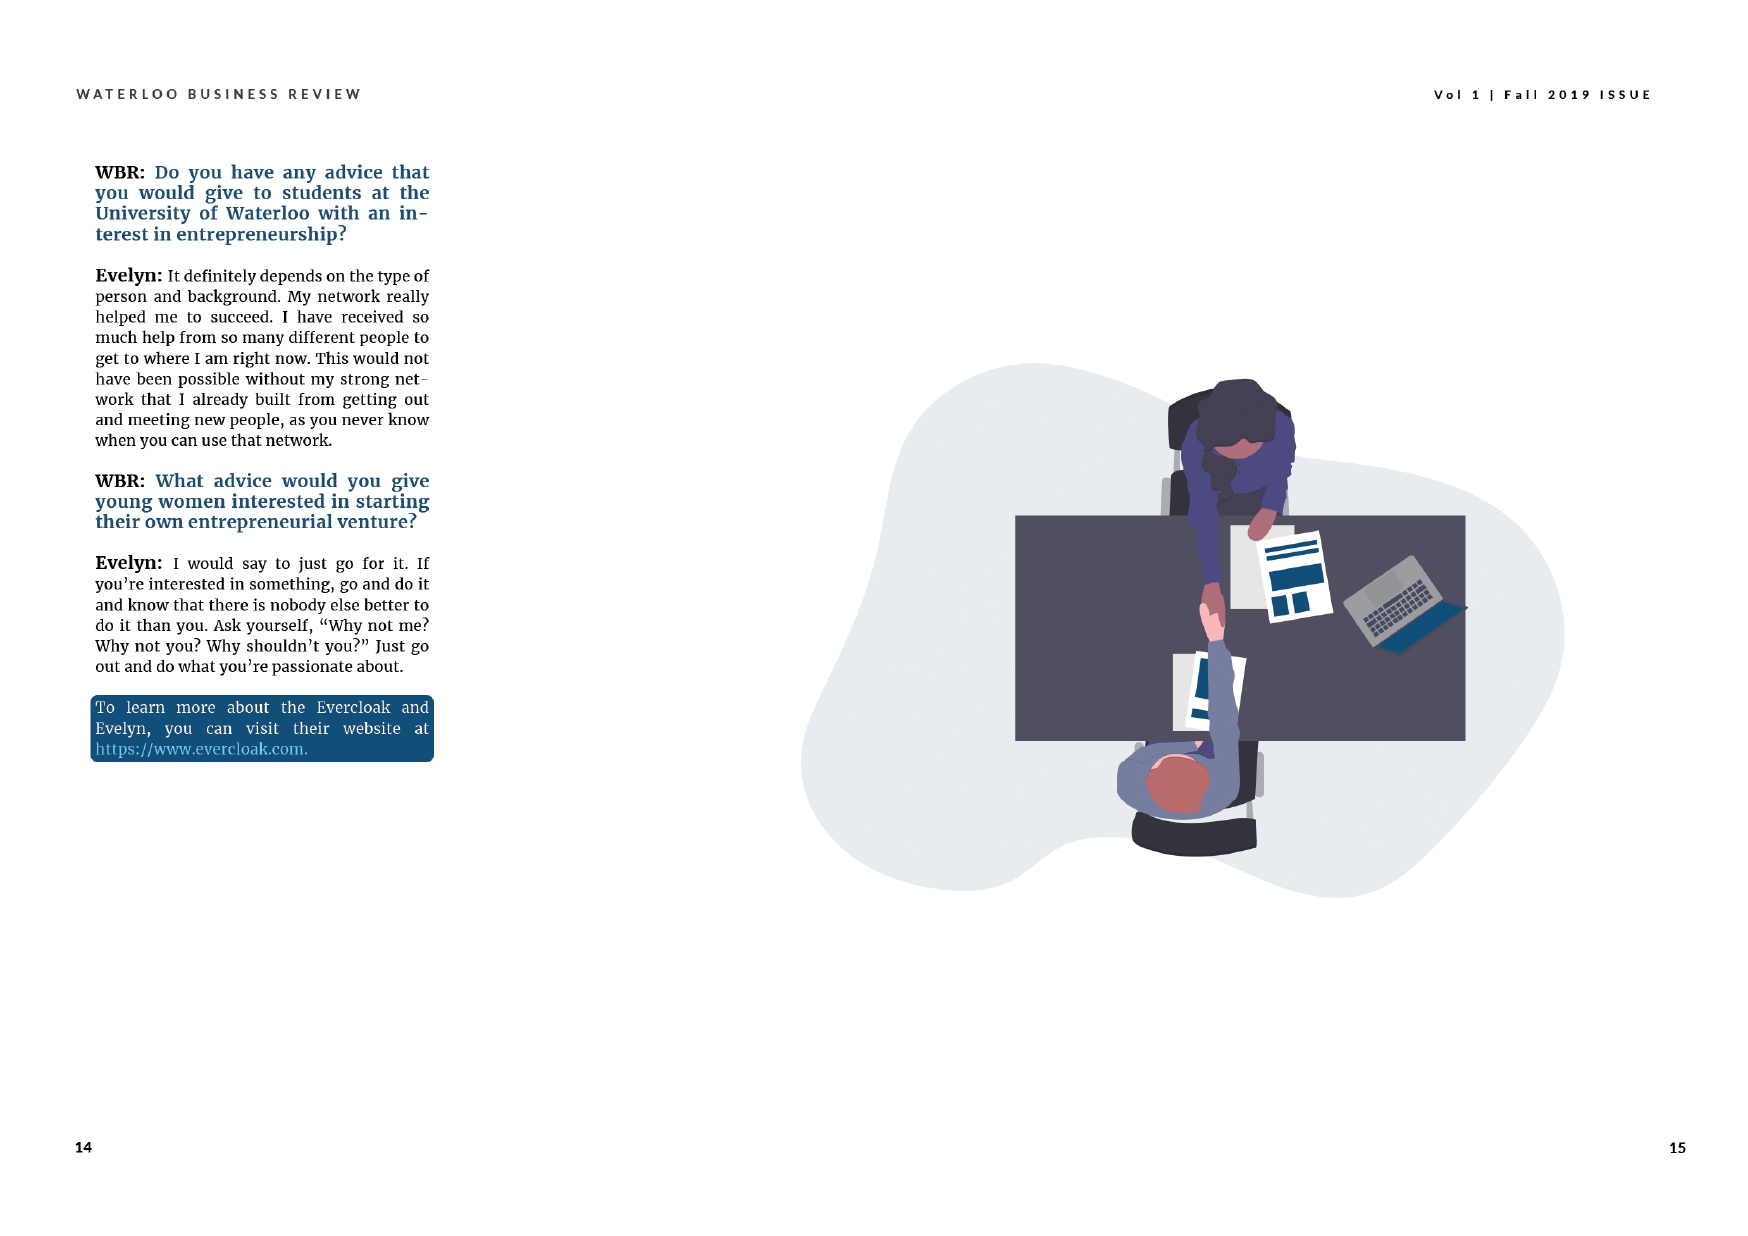 WATERLOO BUSINESS REVIEW
Vol 1 | Fall 2019 ISSUE
WBR: Do you have any advice that
you would give to students at the
University of Waterloo with an in-
terest in entrepreneurship?
Evelyn: It definitely depends on the type of
person and background. My network really
helped me to succeed. I have received so
much help from so many different people to
get to where I am right now. This would not
have been possible without my strong net-
work that I already built from getting out
and meeting new people, as you never know
when you can use that network.
WBR: What advice would you give
young women interested in starting
their own entrepreneurial venture?
Evelyn: I would say to just go for it. If
you’re interested in something, go and do it
and know that there is nobody else better to
do it than you. Ask yourself, “Why not me?
Why not you? Why shouldn’t you?” Just go
out and do what you’re passionate about.
To learn more about the Evercloak and
Evelyn, you can visit their website at
https://www.evercloak.com.
14
15